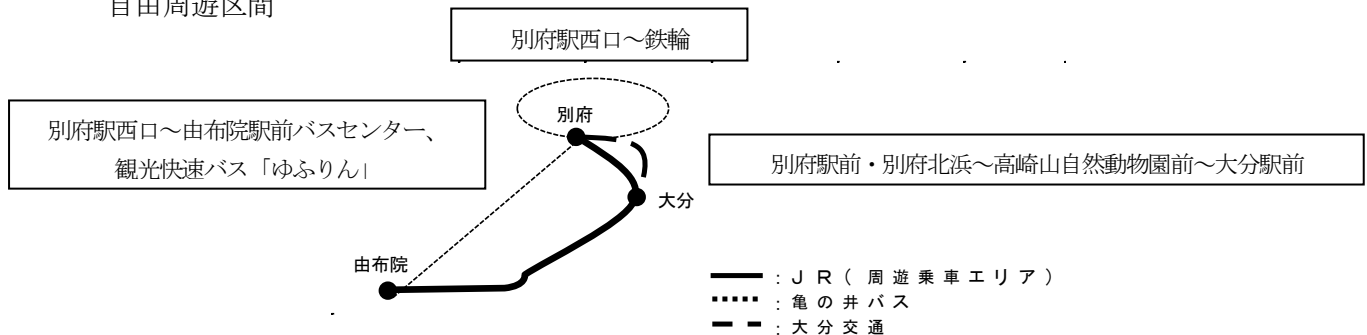 自由周遊区間
別府駅西口～鉄輪
別府駅西口～由布院駅前バスセンター、
観光快速バス「ゆふりん」
別府
別府駅前・別府北浜～高崎山自然動物園前～大分駅前
大分
由布院
：ＪＲ（周遊乗車エリア）
：亀の井バス
：大分交通